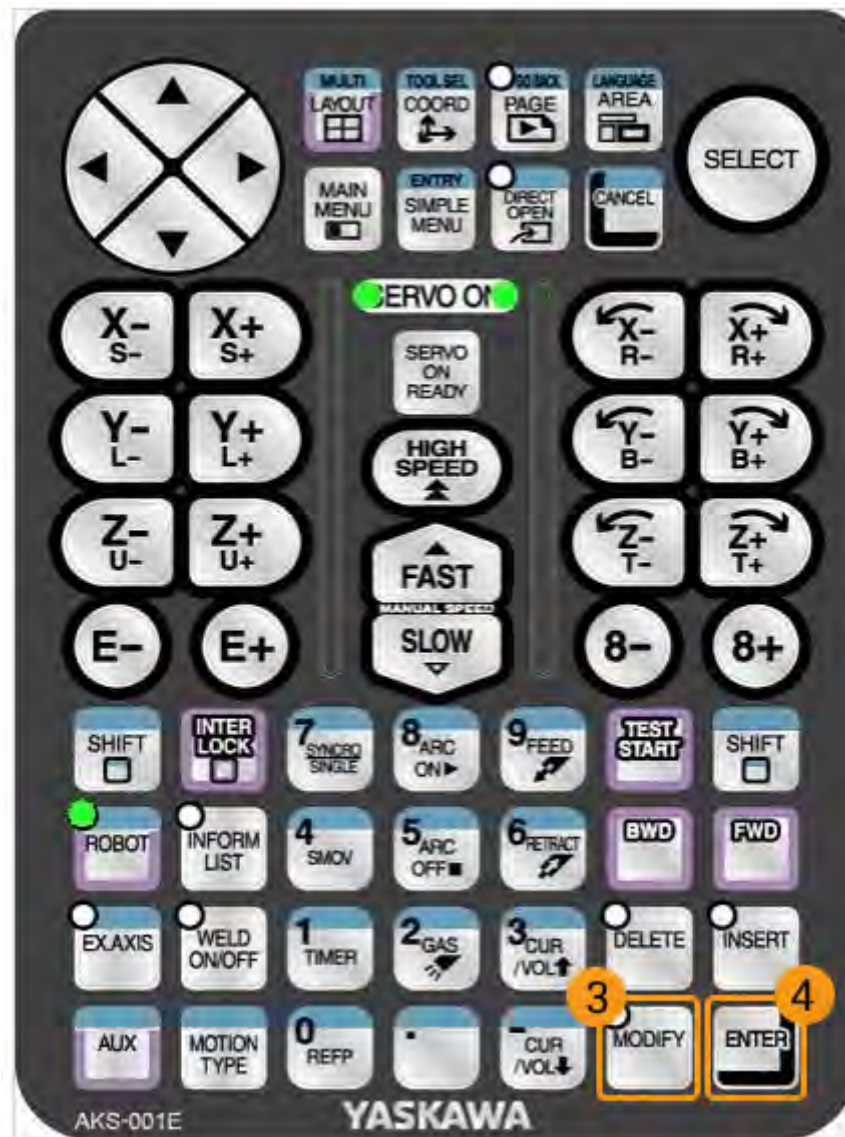 MULTI
LAYOUT
TOOL SEL
COORD
GO BACK
PAGE
LANGUAGE
AREA
SELECT
MAIN
MENU
ENTRY
SIMPLE
MENU
DIRECT
OPEN
CANCEL
SERVO ON
X-
S-
X+
S+
SERVO
ON
READY
X-
R-
X+
R+
Y-
L-
Y+
L+
HIGH
SPEED
Y-
B-
Y+
B+
Z-
U-
Z+
U+
FAST
MANUAL SPEED
SLOW
Z-
T-
Z+
T+
E-
E+
8-
8+
SHIFT
INTER
LOCK
7
SYNCRO
SINGLE
8
ARC
ON
9
FEED
TEST
START
SHIFT
ROBOT
INFORM
LIST
4
SMOV
5
ARC
OFF
6
RETRACT
BWD
FWD
EX.AXIS
WELD
ON/OFF
1
TIMER
2
GAS
3
CUR
/VOL
DELETE
INSERT
AUX
MOTION
TYPE
0
REFP
.
-
CUR
/VOL
3
MODIFY
4
ENTER
AKS-001E
YASKAWA